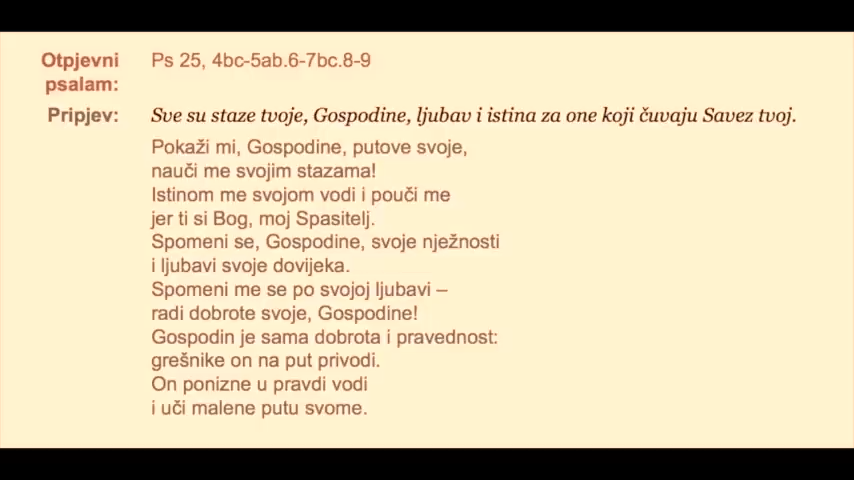 Otpjevni psalam: Ps 25, 4bc-5ab.6-7bc.8-9
Pripjev: Sve su staze tvoje, Gospodine, ljubav i istina za one koji čuvaju Savez tvoj.
Pokaži mi, Gospodine, putove svoje,
nauči me svojim stazama!
Istinom me svojom vodi i pouči me
jer ti si Bog, moj Spasitelj.
Spomeni se, Gospodine, svoje nježnosti
i ljubavi svoje dovijeka.
Spomeni me se po svojoj ljubavi –
radi dobrote svoje, Gospodine!
Gospodin je sama dobrota i pravednost:
grešnike on na put privodi.
On ponizne u pravdi vodi
i uči malene putu svome.